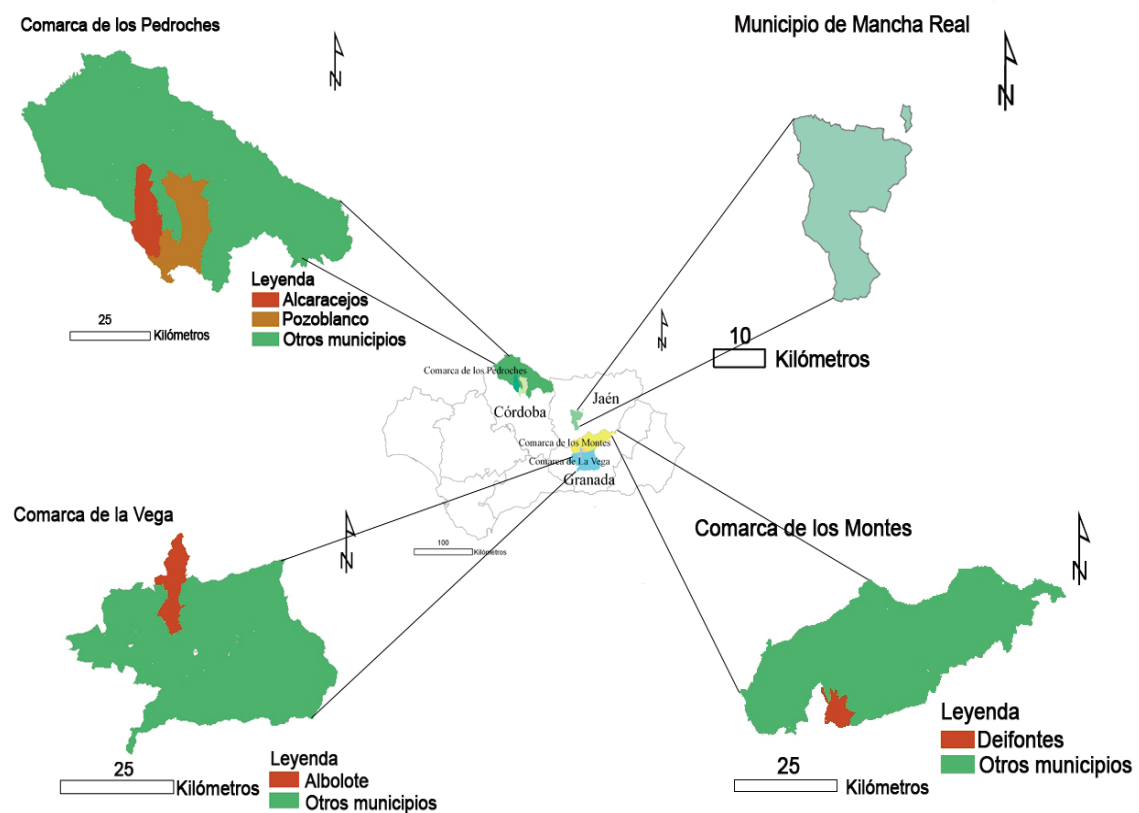 Comarca de los Pedroches
N
Leyenda
Alcaracejos
Pozoblanco
Otros municipios
25
Kilómetros
Municipio de Mancha Real
N
10
Kilómetros
N
Comarca de los Pedroches
Córdoba
Jaén
Comarca de los Montes
Comarca de La Vega
Granada
100
Kilómetros
Comarca de la Vega
N
25
Kilómetros
Leyenda
Albolote
Otros municipios
Comarca de los Montes
N
Leyenda
Deifontes
Otros municipios
25
Kilómetros